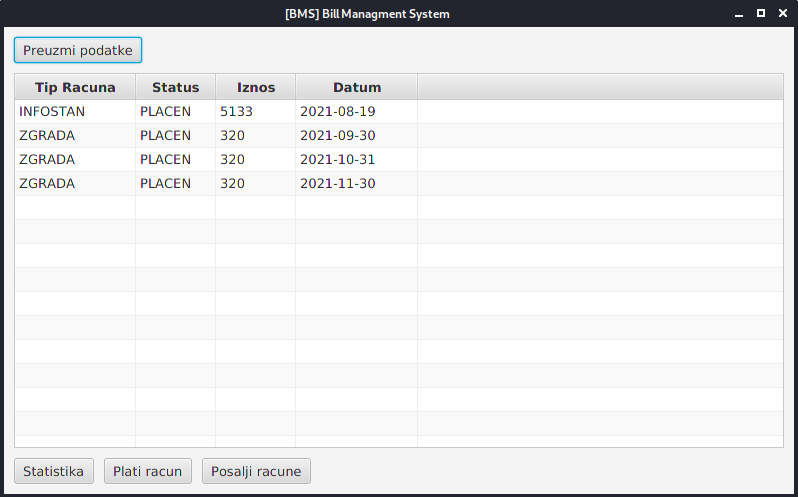 [BMS] Bill Managment System
Preuzmi podatke
Tip Racuna Status Iznos Datum
INFOSTAN PLACEN 5133 2021-08-19
ZGRADA PLACEN 320 2021-09-30
ZGRADA PLACEN 320 2021-10-31
ZGRADA PLACEN 320 2021-11-30
Statistika Plati racun Posalji racune